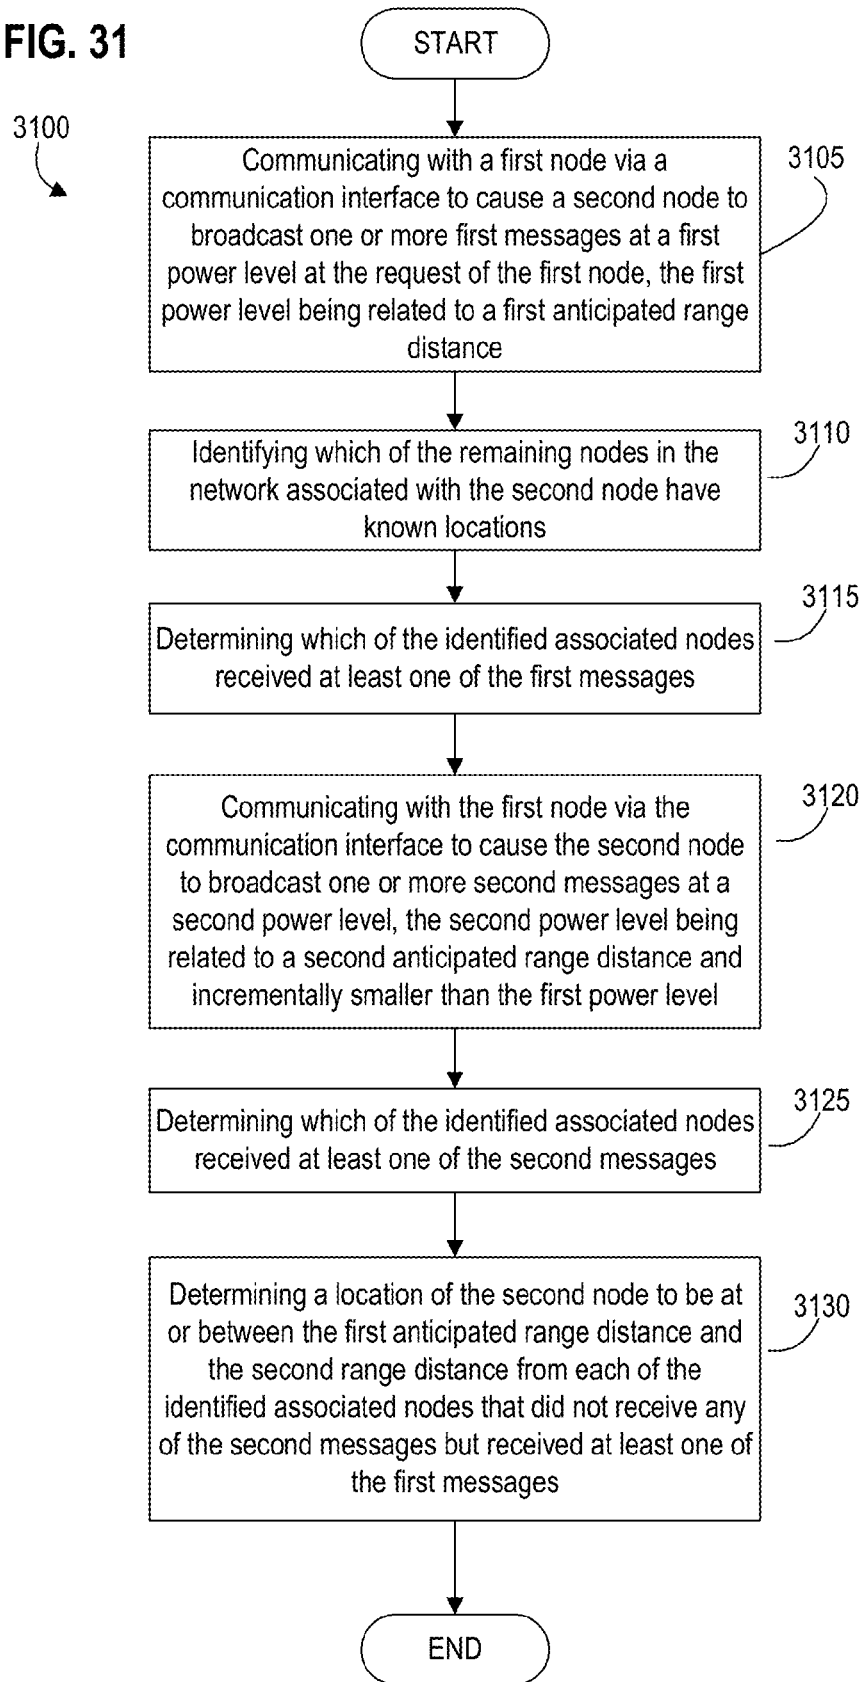 FIG. 31
START
3100
Communicating with a first node via a
communication interface to cause a second node to
broadcast one or more first messages at a first
power level at the request of the first node, the first
power level being related to a first anticipated range
distance
3105
Identifying which of the remaining nodes in the
network associated with the second node have
known locations
3110
Determining which of the identified associated nodes
received at least one of the first messages
3115
Communicating with the first node via the
communication interface to cause the second node
to broadcast one or more second messages at a
second power level, the second power level being
related to a second anticipated range distance and
incrementally smaller than the first power level
3120
Determining which of the identified associated nodes
received at least one of the second messages
3125
Determining a location of the second node to be at
or between the first anticipated range distance and
the second range distance from each of the
identified associated nodes that did not receive any
of the second messages but received at least one of
the first messages
3130
END